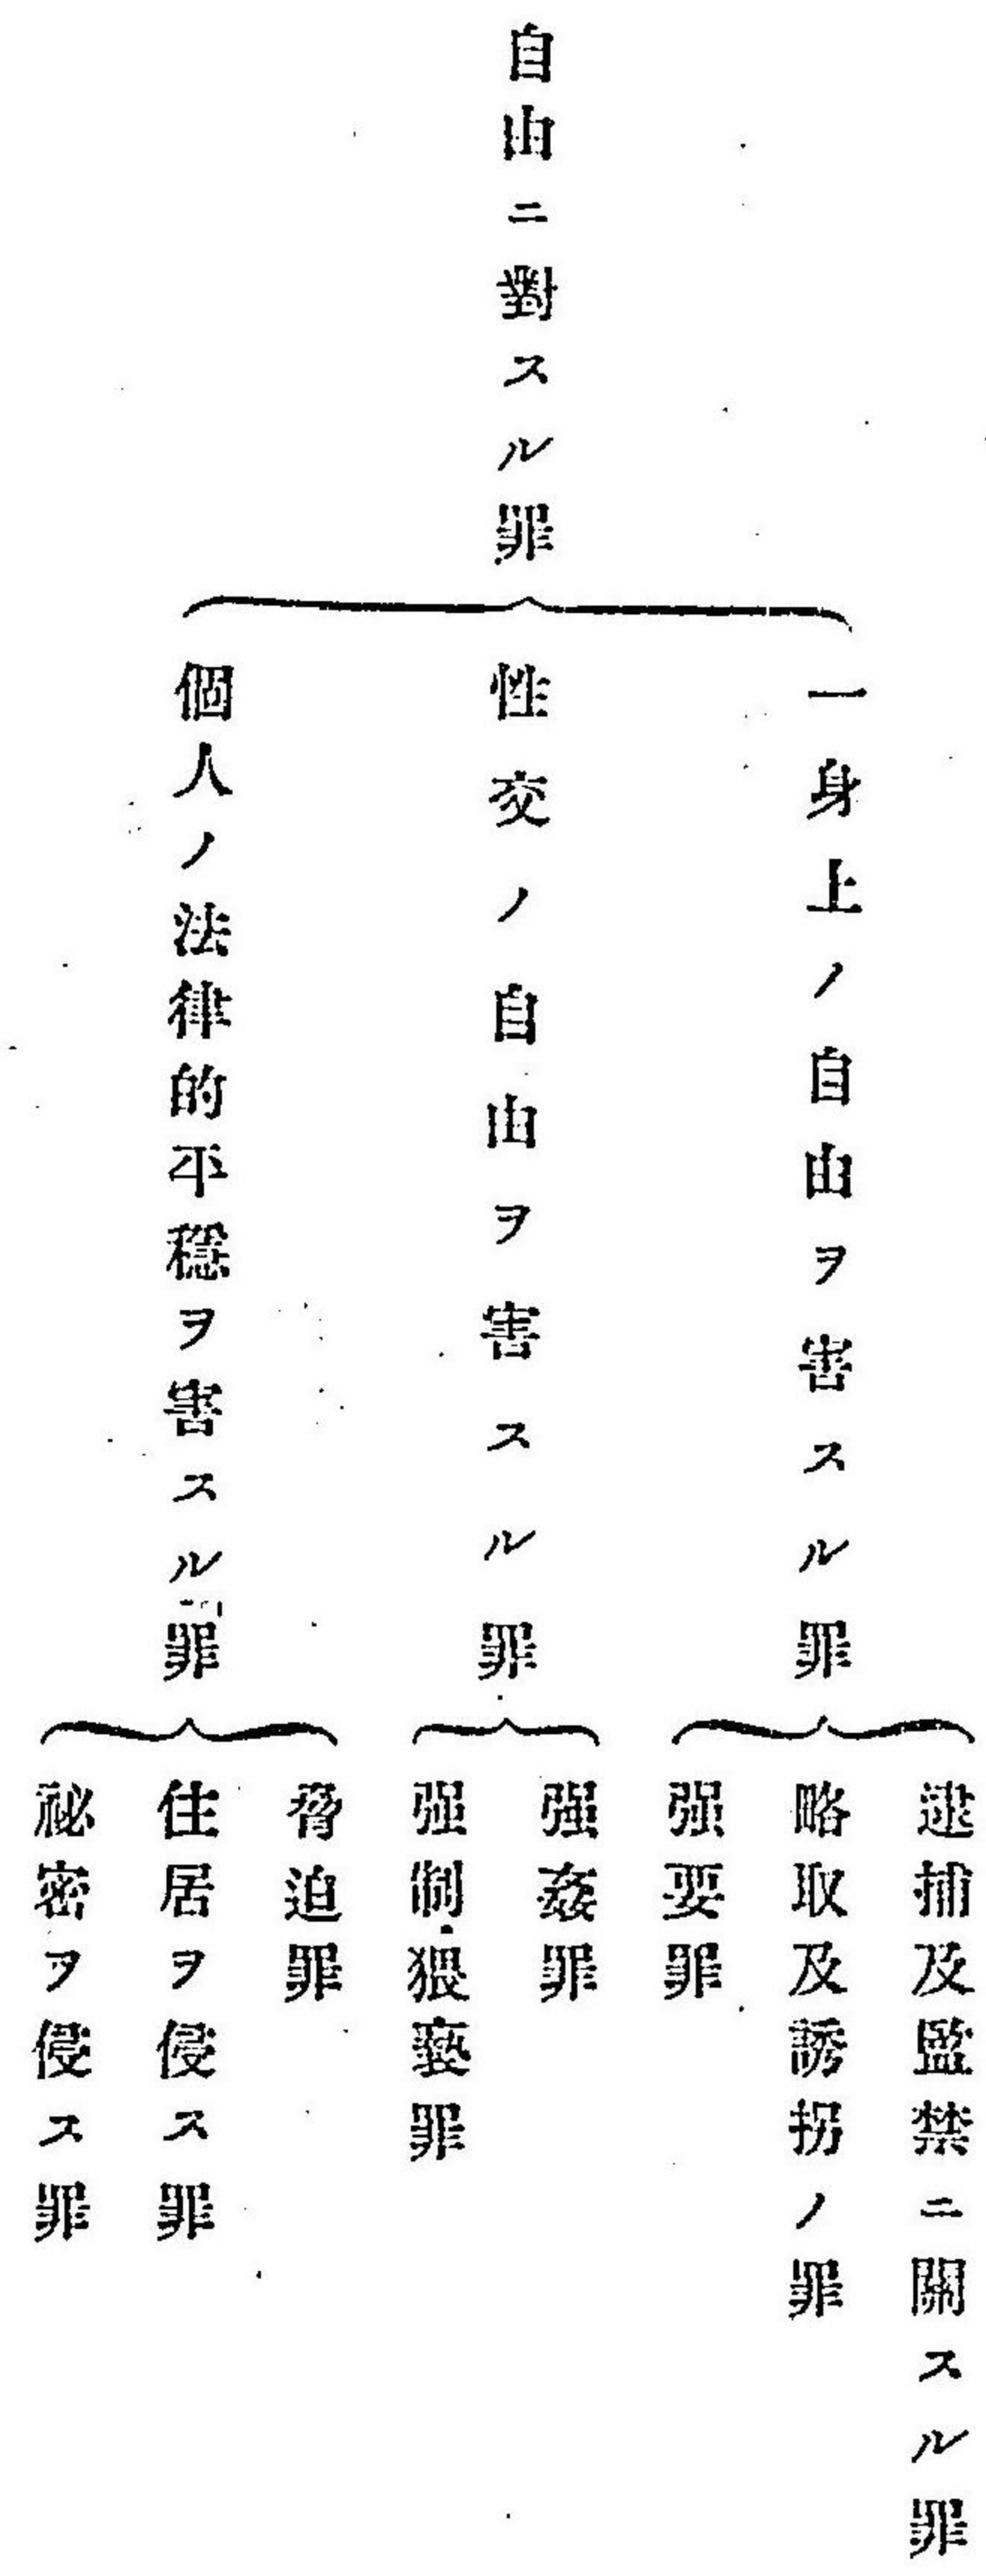 自由ニ對スル罪
一身上ノ自由ヲ害スル罪
逮捕及監禁ニ關スル罪
略取及誘拐ノ罪
强要罪
性交ノ自由ヲ害スル罪
强姦罪
强制猥褻罪
個人ノ法律的平穩ヲ害スル罪
脅迫罪
住居ヲ侵ス罪
祕密ヲ侵ス罪